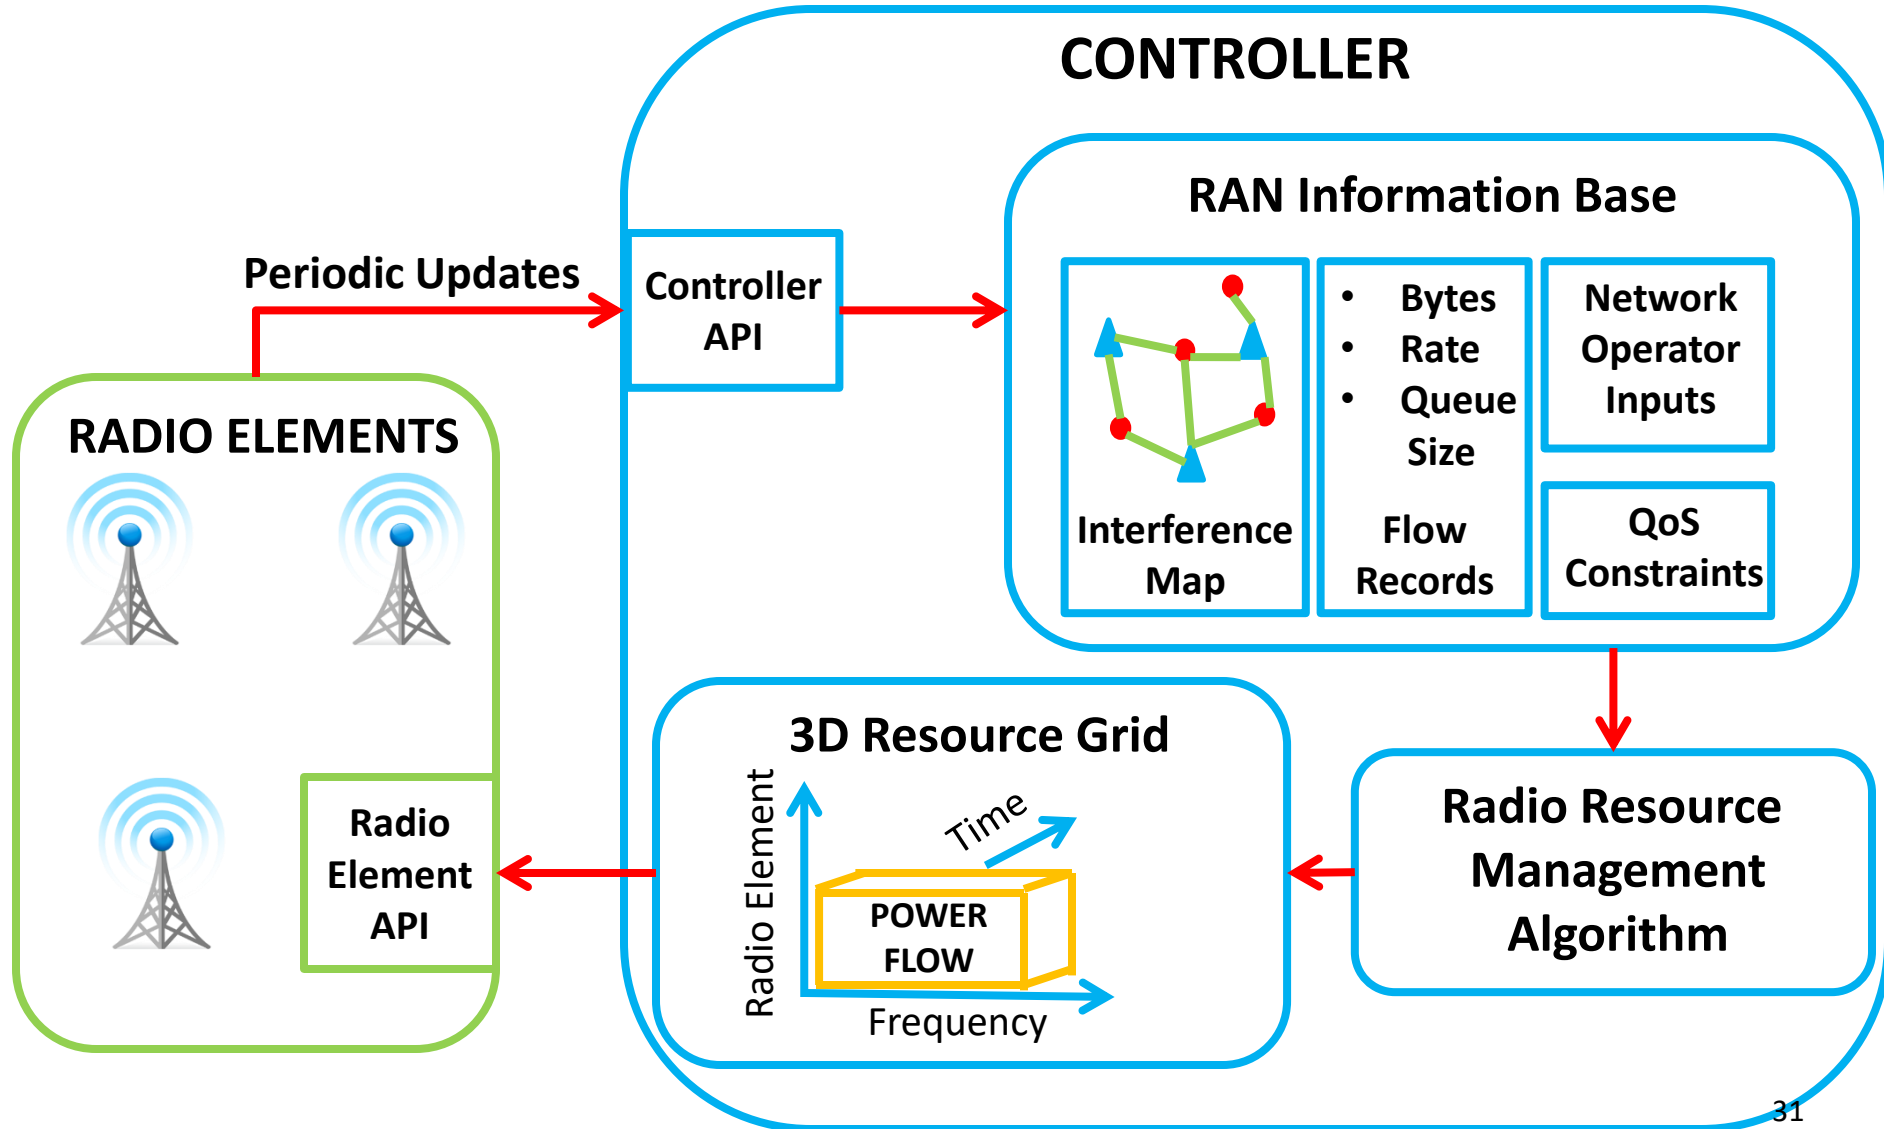 CONTROLLER
RAN Information Base
Periodic Updates
Controller
API
• Bytes
• Rate
• Queue
Size
Flow
Records
Interference
Map
Network
Operator
Inputs
QoS
Constraints
RADIO ELEMENTS
Radio
Element
API
3D Resource Grid
Radio Element
Time
POWER
FLOW
Frequency
Radio Resource
Management
Algorithm
31